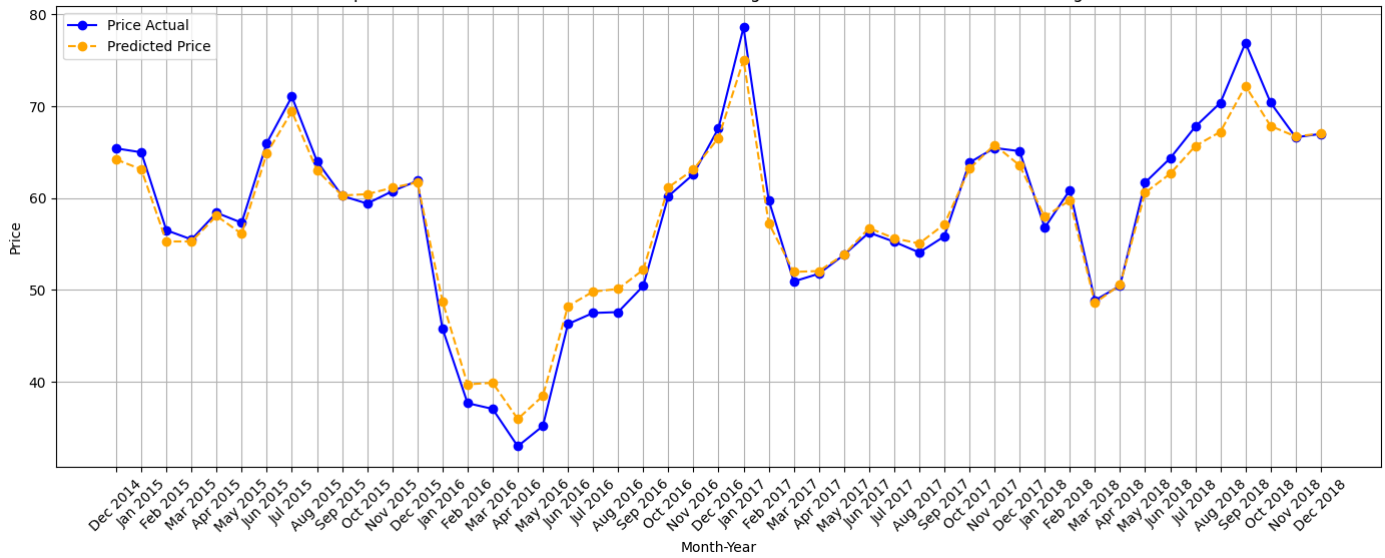 Price Actual
Predicted Price
80
70
60
50
40
Price
Dec 2014
Jan 2015
Feb 2015
Mar 2015
Apr 2015
May 2015
Jun 2015
Jul 2015
Aug 2015
Sep 2015
Oct 2015
Nov 2015
Dec 2015
Jan 2016
Feb 2016
Mar 2016
Apr 2016
May 2016
Jun 2016
Jul 2016
Aug 2016
Sep 2016
Oct 2016
Nov 2016
Dec 2016
Jan 2017
Feb 2017
Mar 2017
Apr 2017
May 2017
Jun 2017
Jul 2017
Aug 2017
Sep 2017
Oct 2017
Nov 2017
Dec 2017
Jan 2018
Feb 2018
Mar 2018
Apr 2018
May 2018
Jun 2018
Jul 2018
Aug 2018
Sep 2018
Oct 2018
Nov 2018
Dec 2018
Month-Year